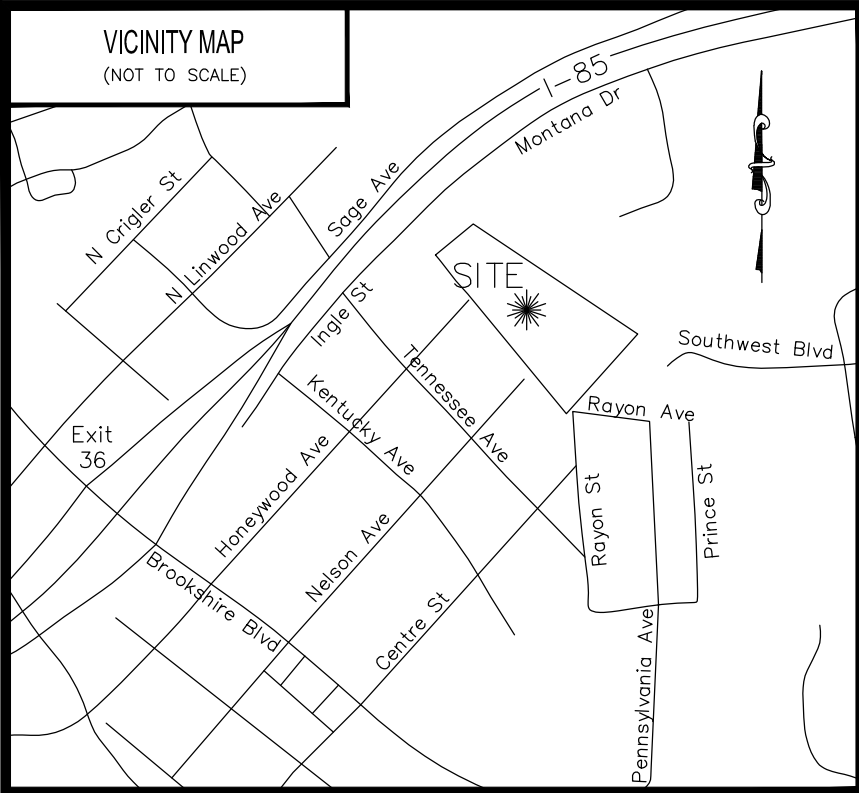 VICINITY MAP
(NOT TO SCALE)
I-85
Montana Dr
Sage Ave
N Crigler St
N Linwood Ave
SITE
Ingle St
Southwest Blvd
Tennessee Ave
Kentucky Ave
Rayon Ave
Exit
36
Honeywood Ave
Rayon St
Prince St
Nelson Ave
Brookshire Blvd
Centre St
Pennsylvania Ave